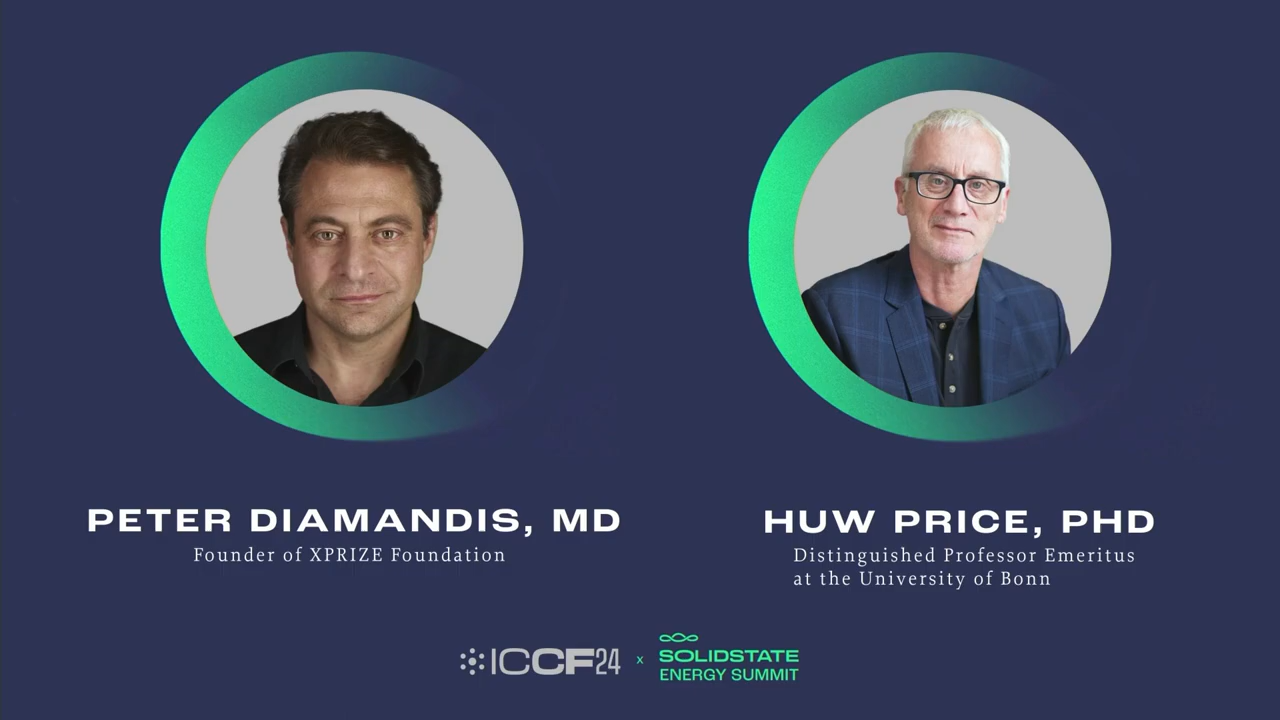 PETER DIAMANDIS, MD
Founder of XPRIZE Foundation
HUW PRICE, PHD
Distinguished Professor Emeritus
at the University of Bonn
ICCF24 x SOLIDSTATE
ENERGY SUMMIT